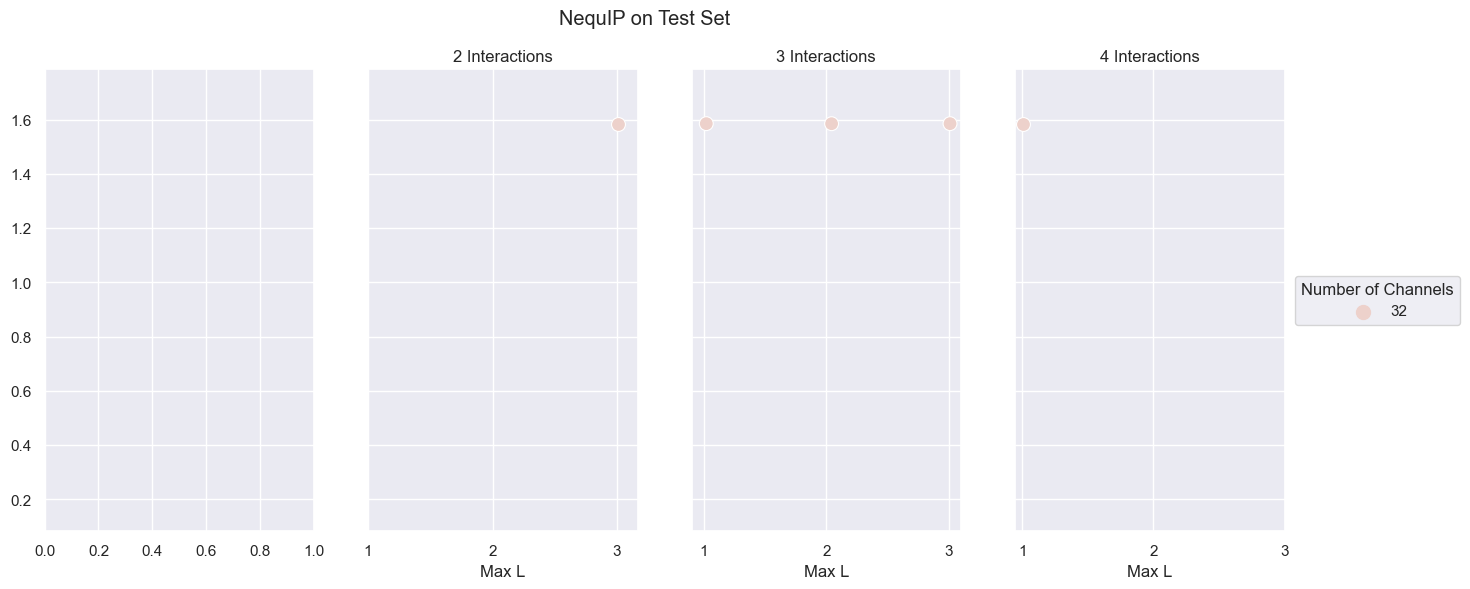 NequIP on Test Set
2 Interactions
3 Interactions
4 Interactions
1.6
1.4
1.2
1.0
0.8
0.6
0.4
0.2
0.0 0.2 0.4 0.6 0.8 1.0
1 2 3
1 2 3
1 2 3
Max L
Max L
Max L
Number of Channels
32